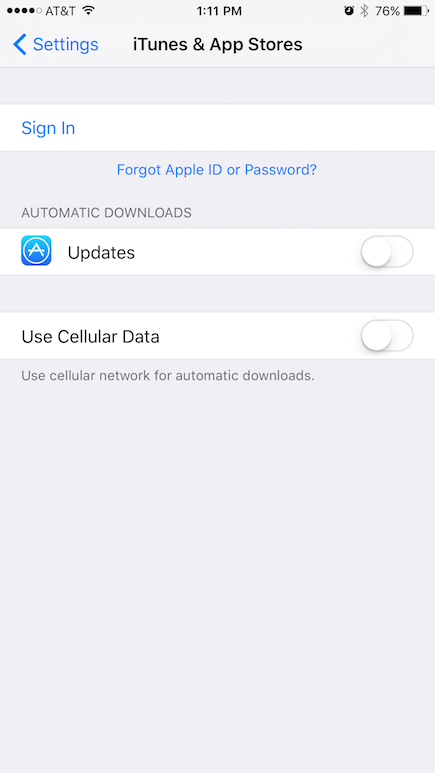 AT&T 1:11 PM 76%
Settings iTunes & App Stores
Sign In
Forgot Apple ID or Password?
AUTOMATIC DOWNLOADS
Updates
Use Cellular Data
Use cellular network for automatic downloads.